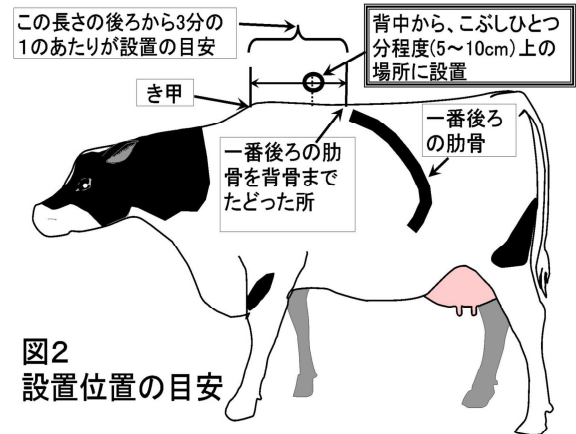 この長さの後ろから3分の
1のあたりが設置の目安
背中から、こぶしひとつ
分程度(5～10cm)上の
場所に設置
き甲
一番後ろの肋
骨を背骨まで
たどった所
一番後ろ
の肋骨
図2
設置位置の目安